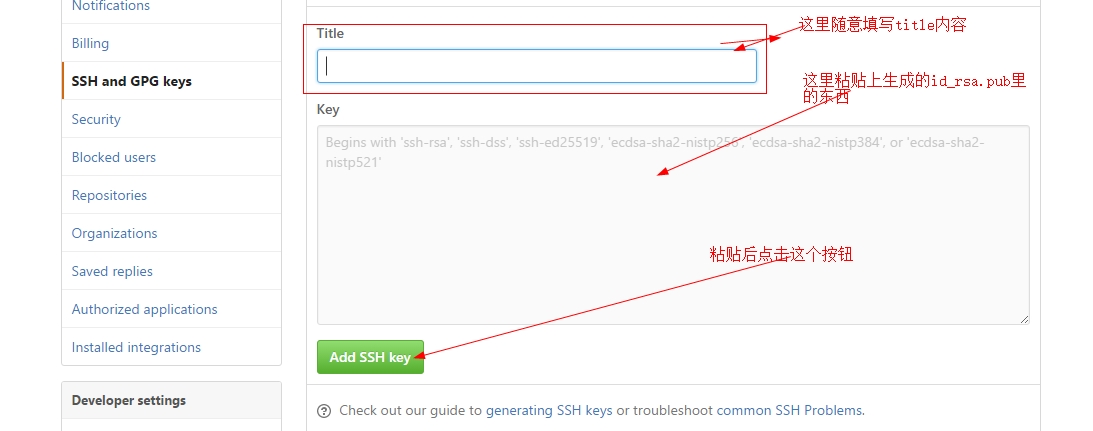 Notifications
Billing
SSH and GPG keys
Security
Blocked users
Repositories
Organizations
Saved replies
Authorized applications
Installed integrations
Developer settings
Title
这里随意填写title内容
Key
这里粘贴上生成的id_rsa.pub里
的东西
Begins with 'ssh-rsa', 'ssh-dss', 'ssh-ed25519', 'ecdsa-sha2-nistp256', 'ecdsa-sha2-nistp384', or 'ecdsa-sha2-
nistp521'
粘贴后点击这个按钮
Add SSH key
Check out our guide to generating SSH keys or troubleshoot common SSH Problems.